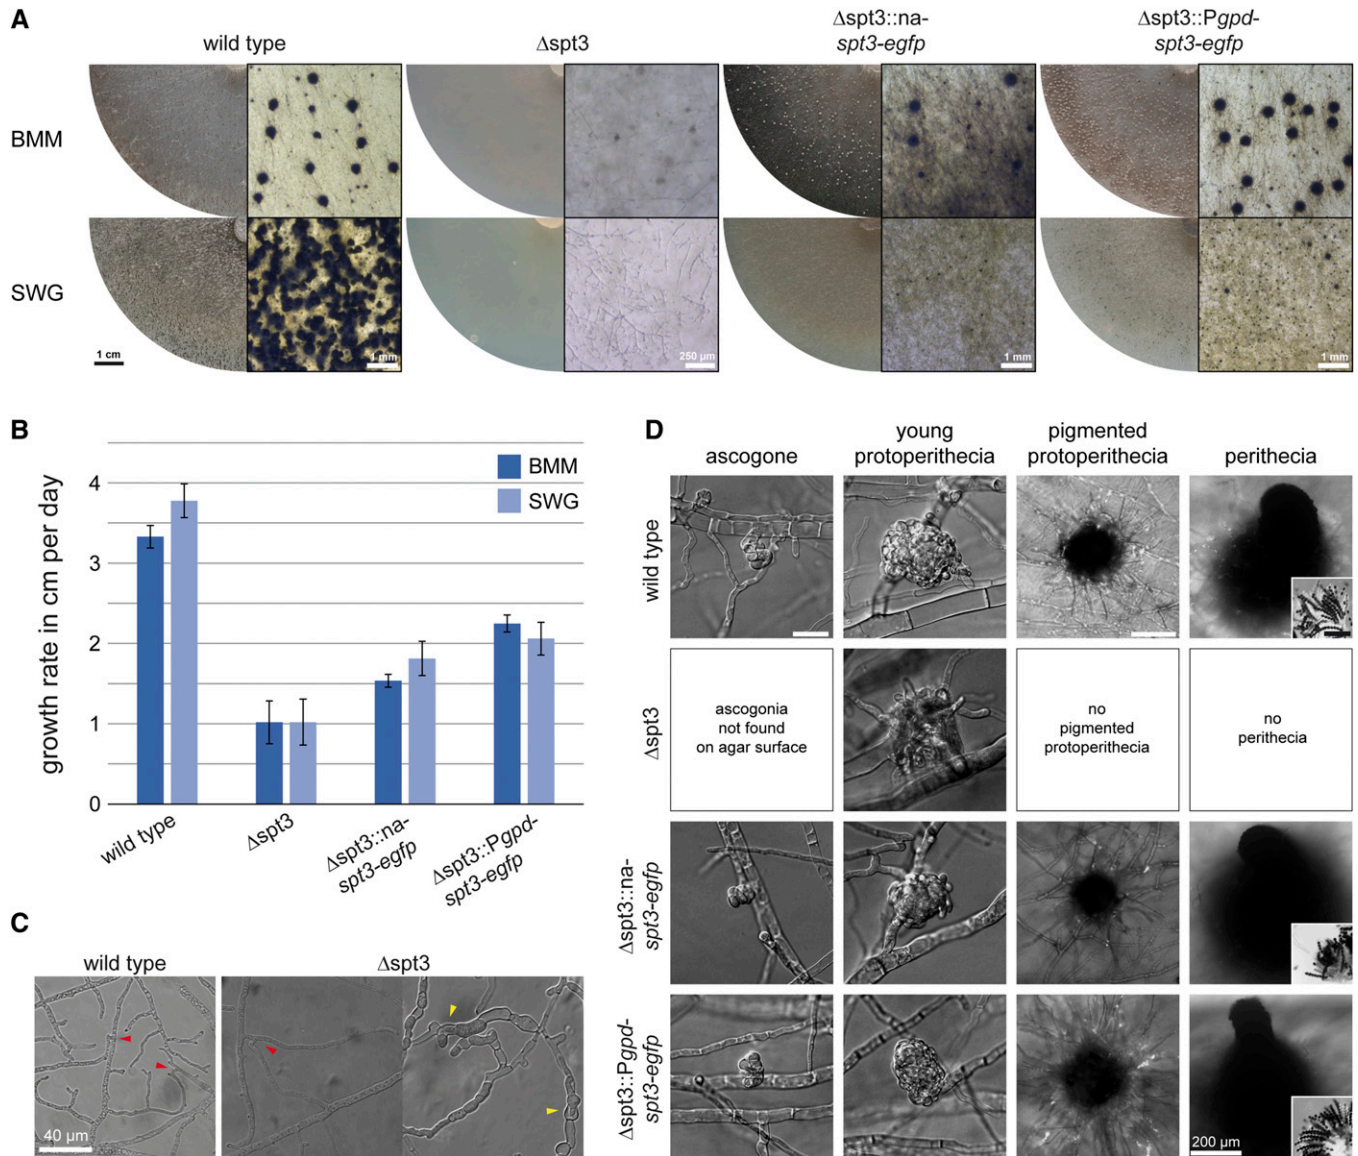 A
wild type
Δspt3
Δspt3::na-
spt3-egfp
Δspt3::Pgpd-
spt3-egfp
BMM
SWG
1 cm
1 mm
250 µm
1 mm
1 mm
B
growth rate in cm per day
4
3
2
1
0
BMM
SWG
wild type
Δspt3
Δspt3::na-
spt3-egfp
Δspt3::Pgpd-
spt3-egfp
C
wild type
Δspt3
40 µm
D
ascogone
young
protoperithecia
pigmented
protoperithecia
perithecia
wild type
Δspt3
ascogonia
not found
on agar surface
no
pigmented
protoperithecia
no
perithecia
Δspt3::na-
spt3-egfp
Δspt3::Pgpd-
spt3-egfp
200 µm